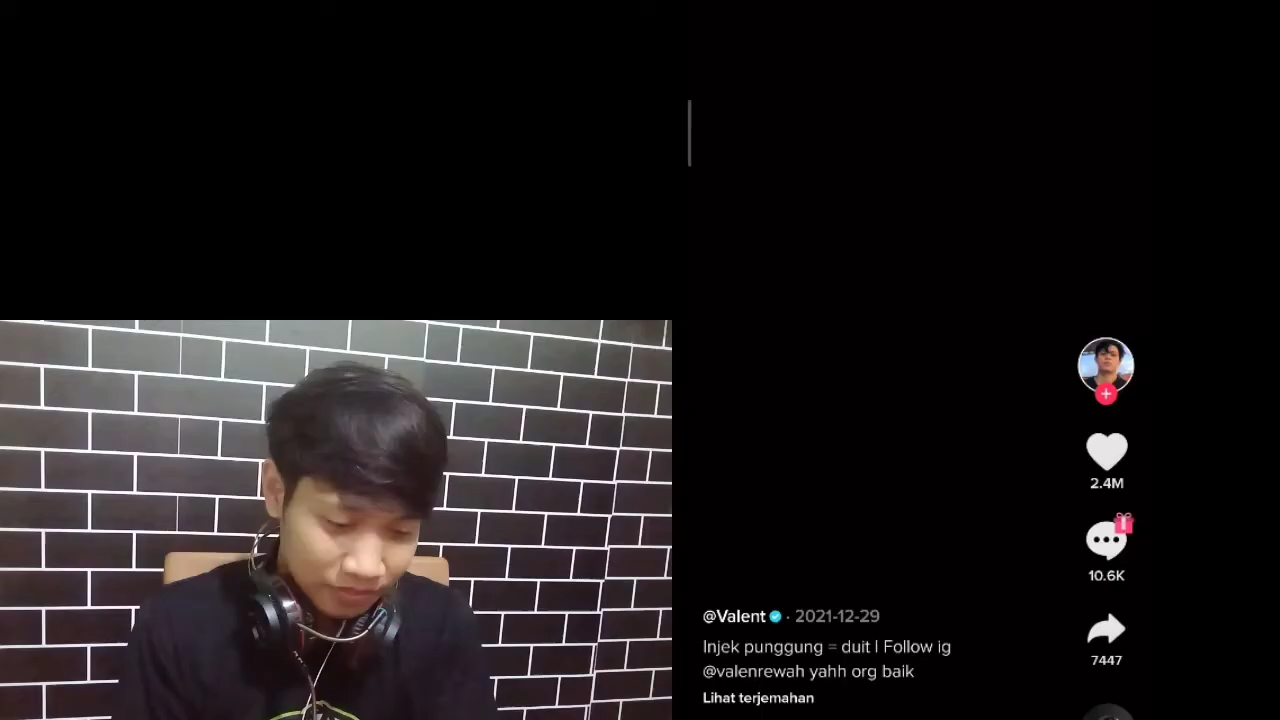 2.4M
10.6K
@Valent · 2021-12-29
Injek punggung = duit | Follow ig
@valenrewah yahh org baik
7447
Lihat terjemahan